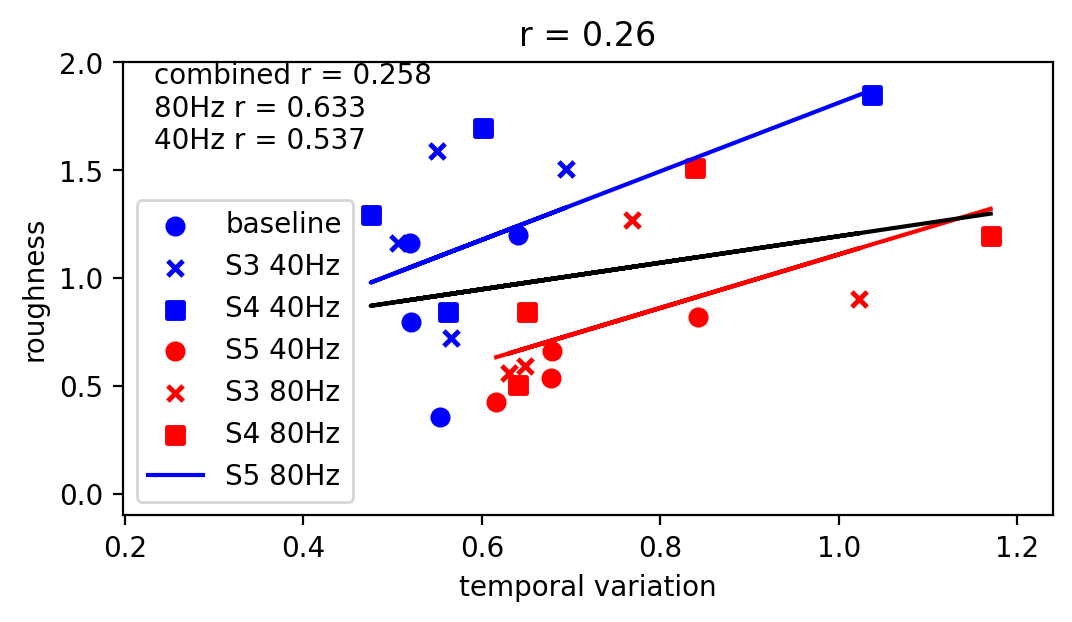 r = 0.26
combined r = 0.258
80Hz r = 0.633
40Hz r = 0.537
roughness
2.0
1.5
1.0
0.5
0.0
baseline
S3 40Hz
S4 40Hz
S5 40Hz
S3 80Hz
S4 80Hz
S5 80Hz
0.2 0.4 0.6 0.8 1.0 1.2
temporal variation